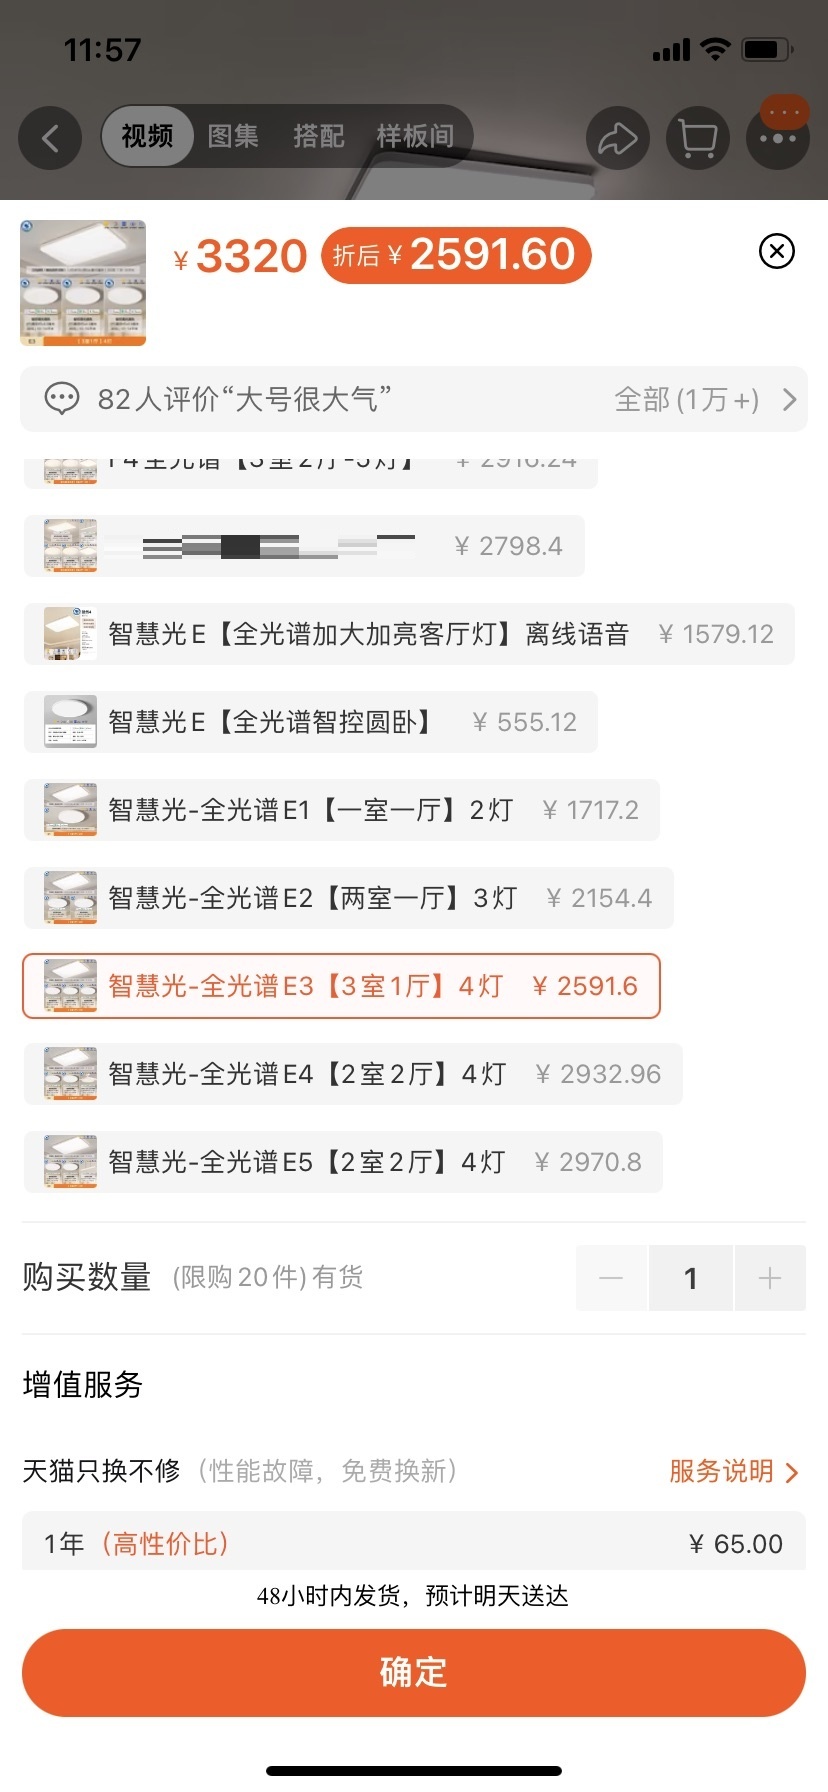 11:57
视频 图集 搭配 样板间
¥ 3320 折后 ¥ 2591.60
82人评价“大号很大气” 全部(1万+)
¥ 2916.24
¥ 2798.4
智慧光E【全光谱加大加亮客厅灯】离线语音 ¥ 1579.12
智慧光E【全光谱智控圆卧】 ¥ 555.12
智慧光-全光谱E1【一室一厅】2灯 ¥ 1717.2
智慧光-全光谱E2【两室一厅】3灯 ¥ 2154.4
智慧光-全光谱E3【3室1厅】4灯 ¥ 2591.6
智慧光-全光谱E4【2室2厅】4灯 ¥ 2932.96
智慧光-全光谱E5【2室2厅】4灯 ¥ 2970.8
购买数量 (限购20件)有货 1
增值服务
天猫只换不修（性能故障，免费换新） 服务说明
1年（高性价比） ¥ 65.00
48小时内发货，预计明天送达
确定